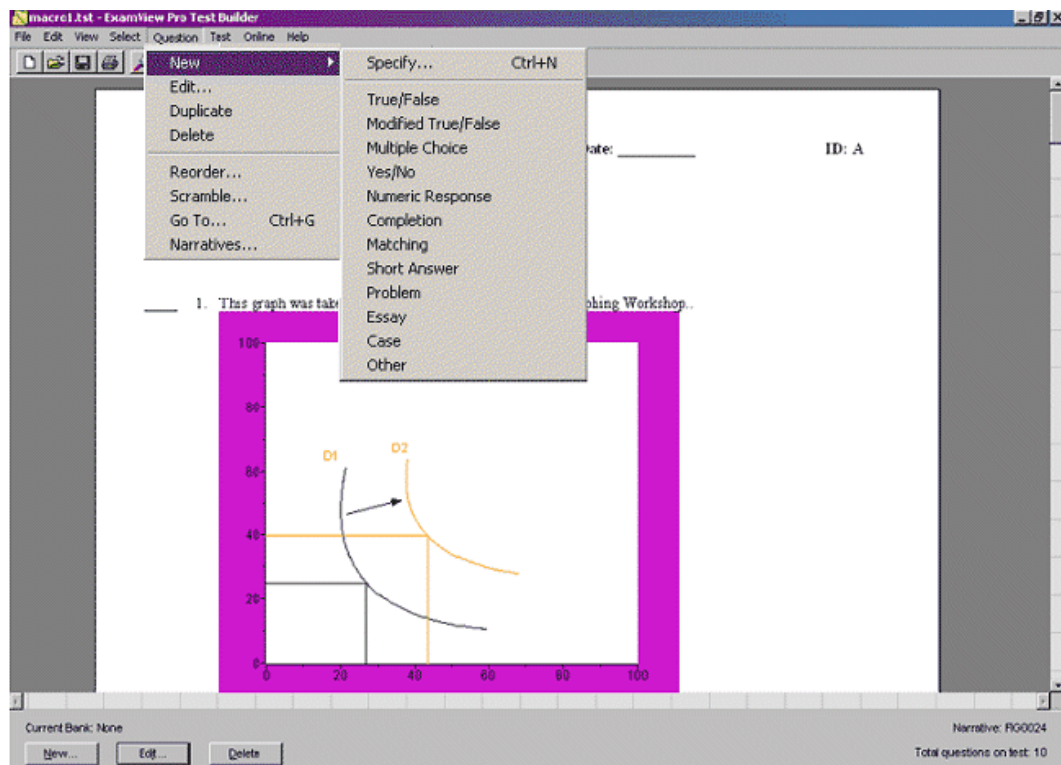 macro1.tst - ExamView Pro Test Builder
File Edit View Select Question Test Online Help
New
Edit...
Duplicate
Delete
Reorder...
Scramble...
Go To... Ctrl+G
Narratives...
Specify... Ctrl+N
True/False
Modified True/False
Multiple Choice
Yes/No
Numeric Response
Completion
Matching
Short Answer
Problem
Essay
Case
Other
ID: A
1. This graph was Workshop..
100
80
60
40
20
0
D1
D2
0 20 40 60 80 100
Current Bank: None
Narrative: RG0024
New... Edit... Delete
Total questions on test: 10